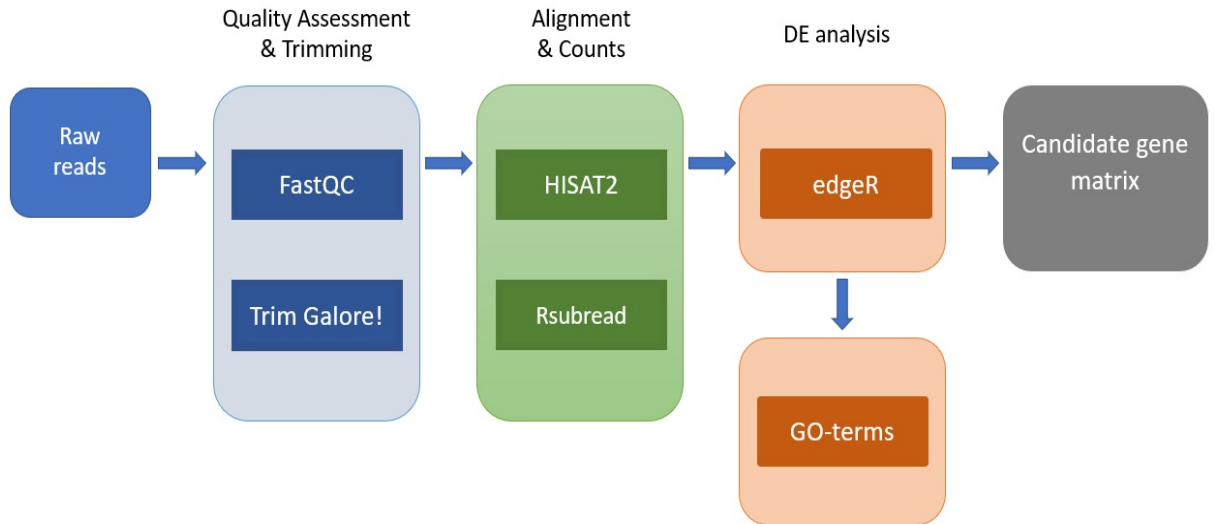 Quality Assessment
& Trimming
Alignment
& Counts
DE analysis
Raw
reads
FastQC
Trim Galore!
HISAT2
Rsubread
edgeR
GO-terms
Candidate gene
matrix